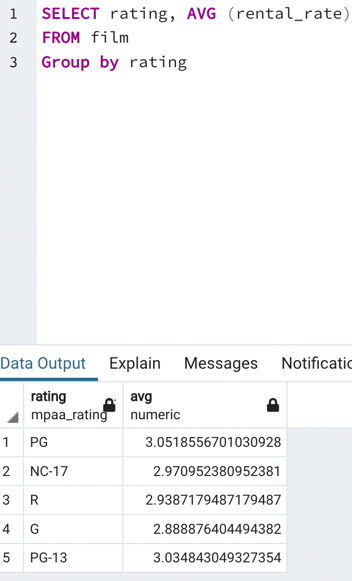 1 SELECT rating, AVG (rental_rate)
2 FROM film
3 Group by rating
Data Output Explain Messages Notificatic
rating avg
mpaa_rating numeric
1 PG 3.0518556701030928
2 NC-17 2.970952380952381
3 R 2.9387179487179487
4 G 2.888876404494382
5 PG-13 3.034843049327354